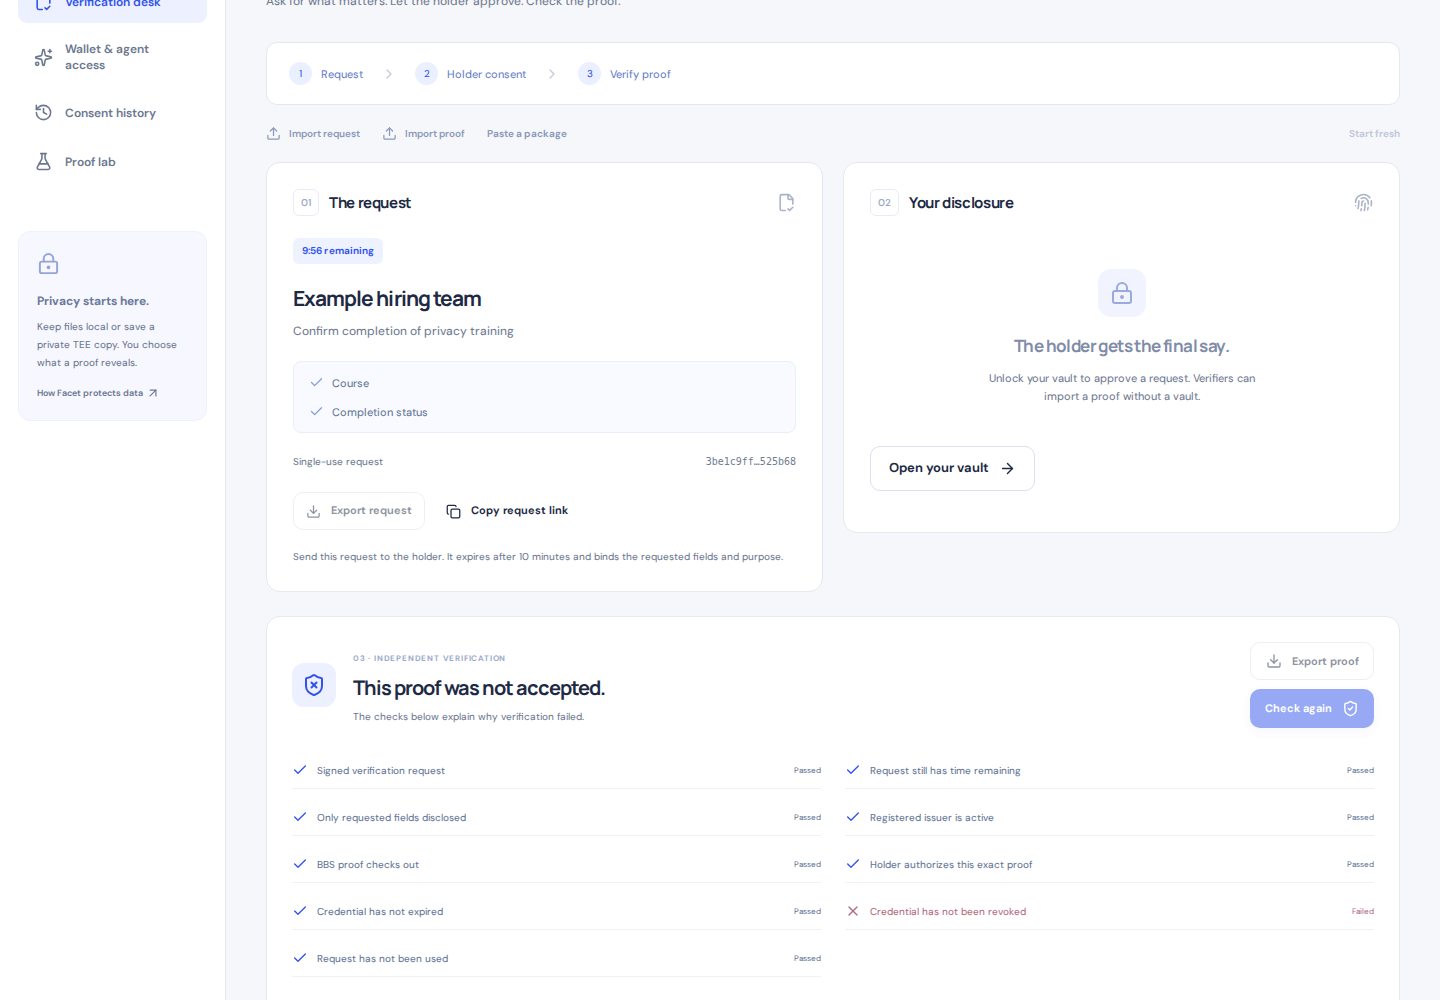 Verification desk
Wallet & agent
access
Consent history
Proof lab
Privacy starts here.
Keep files local or save a
private TEE copy. You choose
what a proof reveals.
How Facet protects data
Ask for what matters. Let the holder approve. Check the proof.
1 Request
2 Holder consent
3 Verify proof
Import request
Import proof
Paste a package
Start fresh
01 The request
9:56 remaining
Example hiring team
Confirm completion of privacy training
Course
Completion status
Single-use request 3be1c9ff…525b68
Export request
Copy request link
Send this request to the holder. It expires after 10 minutes and binds the requested fields and purpose.
02 Your disclosure
The holder gets the final say.
Unlock your vault to approve a request. Verifiers can
import a proof without a vault.
Open your vault
03 · INDEPENDENT VERIFICATION
This proof was not accepted.
The checks below explain why verification failed.
Export proof
Check again
Signed verification request Passed
Request still has time remaining Passed
Only requested fields disclosed Passed
Registered issuer is active Passed
BBS proof checks out Passed
Holder authorizes this exact proof Passed
Credential has not expired Passed
Credential has not been revoked Failed
Request has not been used Passed